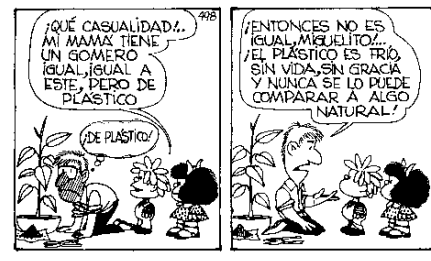 ¡QUÉ CASUALIDAD!..
MI MAMÁ TIENE
UN GOMERO
IGUAL, IGUAL A
ESTE, PERO DE
PLÁSTICO
498
¡DE PLÁSTICO!
¡ENTONCES NO ES
IGUAL, MIGUELITO!...
¡EL PLÁSTICO ES FRÍO,
SIN VIDA, SIN GRACIA
Y NUNCA SE LO PUEDE
COMPARAR A ALGO
NATURAL!